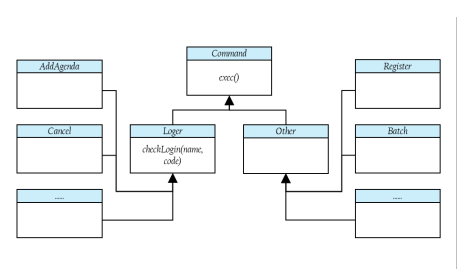 Command
exec()
AddAgenda
Register
Cancel
Loger
checkLogin(name,
code)
Other
Batch
.....
.....